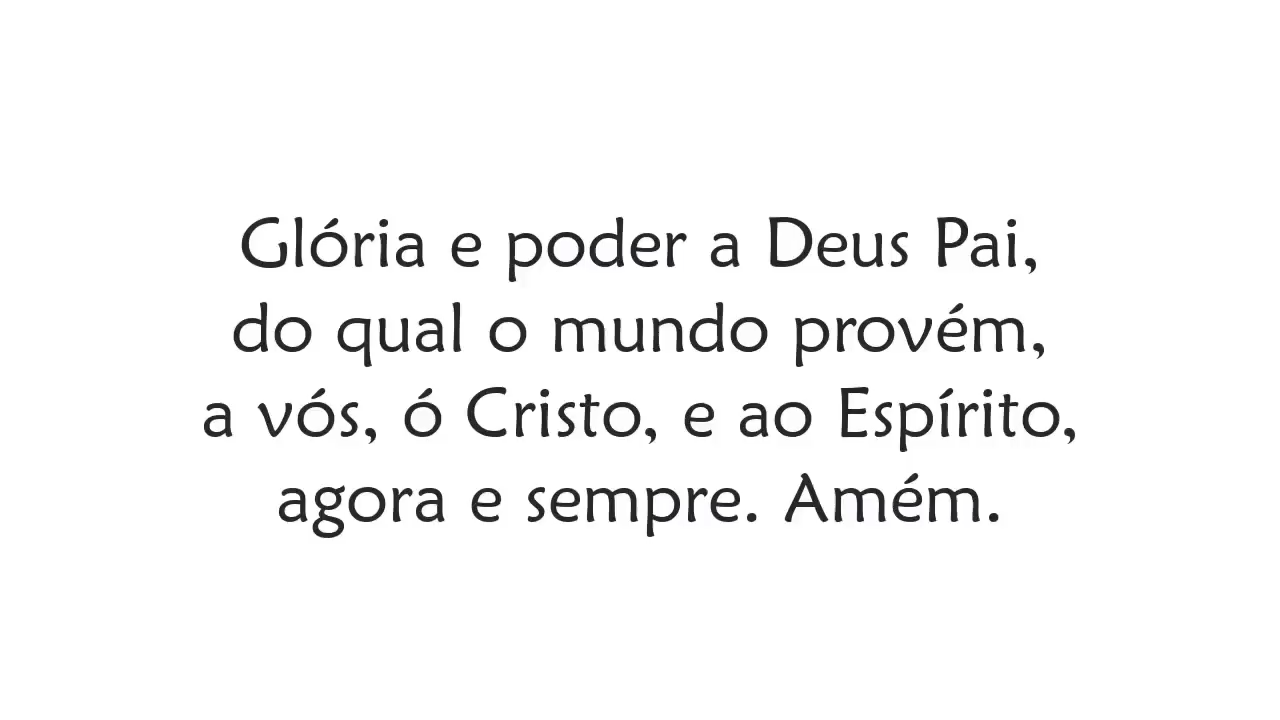 Glória e poder a Deus Pai,
do qual o mundo provém,
a vós, ó Cristo, e ao Espírito,
agora e sempre. Amém.